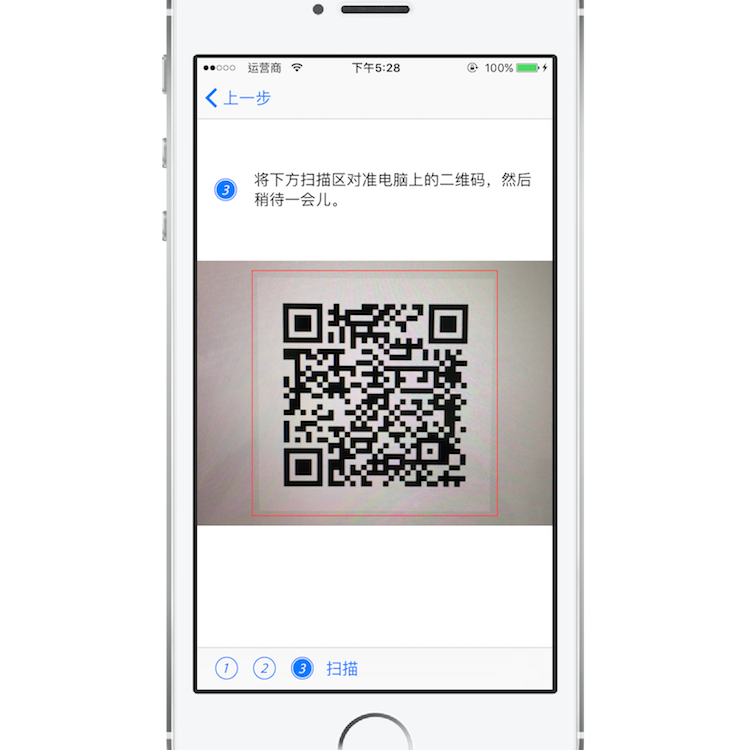 运营商 下午5:28 100%
上一步
3 将下方扫描区对准电脑上的二维码，然后
稍待一会儿。
1 2 3 扫描